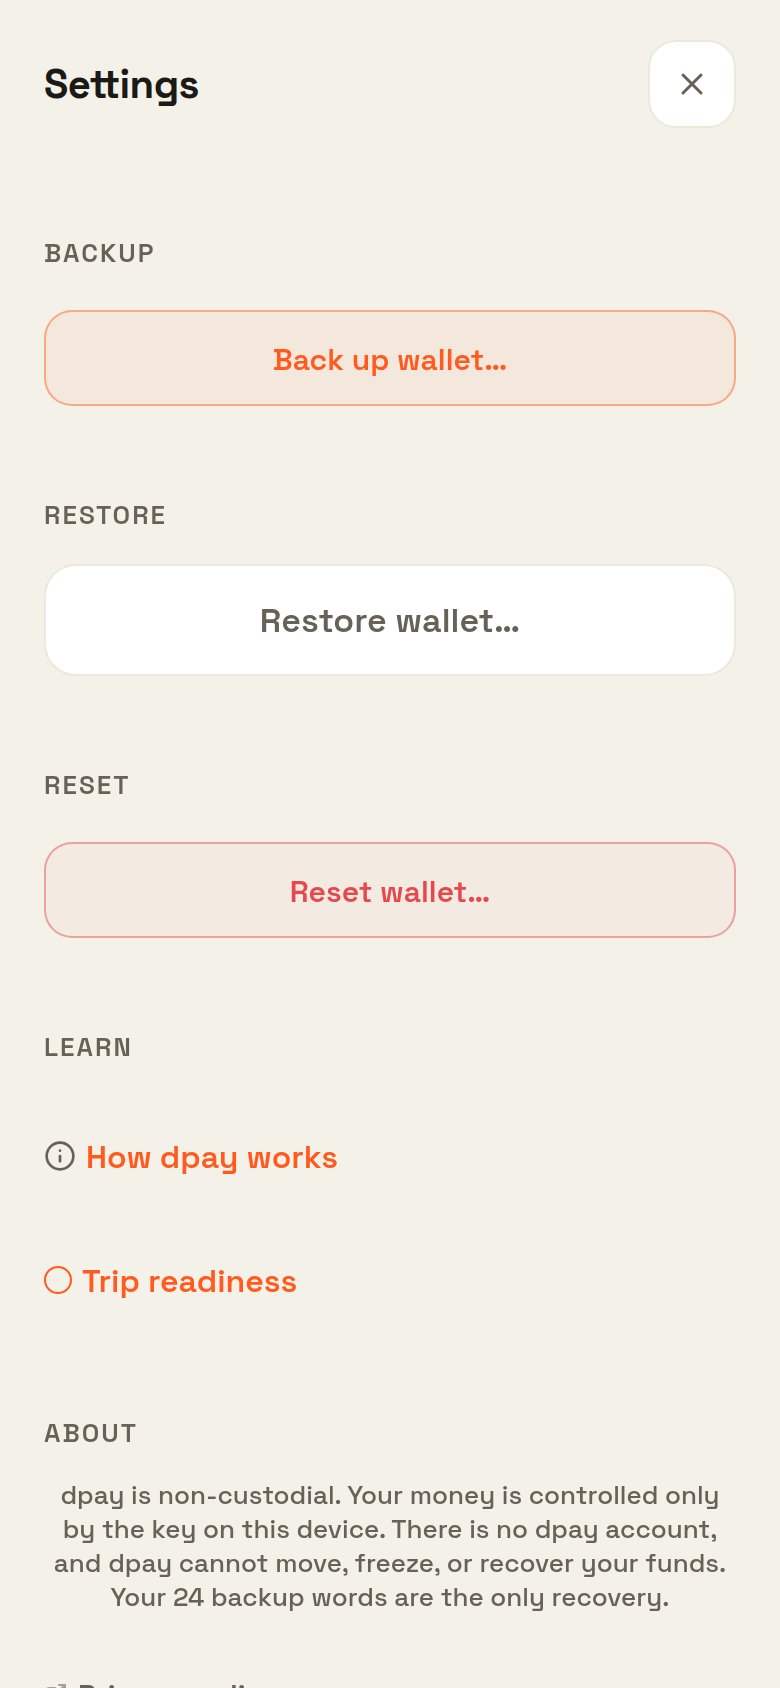 Settings
BACKUP
Back up wallet...
RESTORE
Restore wallet...
RESET
Reset wallet...
LEARN
How dpay works
Trip readiness
ABOUT
dpay is non-custodial. Your money is controlled only
by the key on this device. There is no dpay account,
and dpay cannot move, freeze, or recover your funds.
Your 24 backup words are the only recovery.